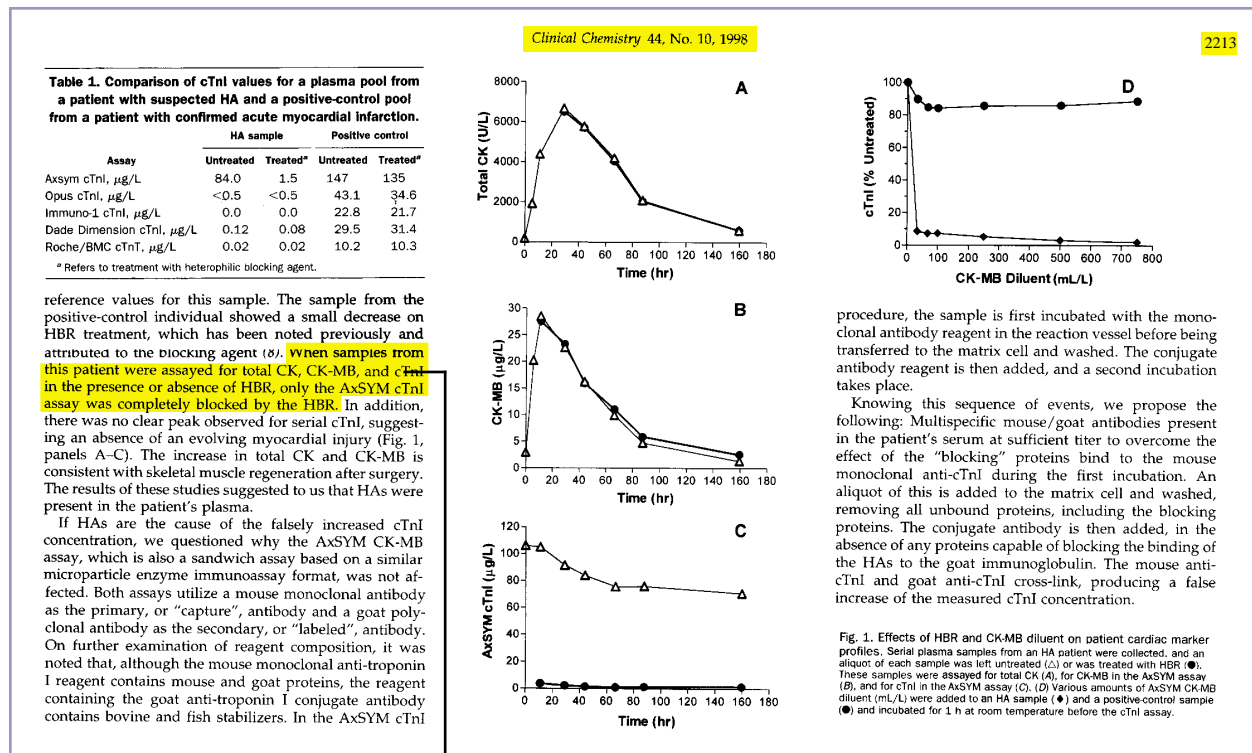 Clinical Chemistry 44, No. 10, 1998
2213
Table 1. Comparison of cTnI values for a plasma pool from
a patient with suspected HA and a positive-control pool
from a patient with confirmed acute myocardial infarction.
HA sample Positive control
Assay Untreated Treatedᵃ Untreated Treatedᵃ
Axsym cTnI, μg/L 84.0 1.5 147 135
Opus cTnI, μg/L <0.5 <0.5 43.1 34.6
Immuno-1 cTnI, μg/L 0.0 0.0 22.8 21.7
Dade Dimension cTnI, μg/L 0.12 0.08 29.5 31.4
Roche/BMC cTnT, μg/L 0.02 0.02 10.2 10.3
ᵃ Refers to treatment with heterophilic blocking agent.
reference values for this sample. The sample from the
positive-control individual showed a small decrease on
HBR treatment, which has been noted previously and
attributed to the blocking agent (8). When samples from
this patient were assayed for total CK, CK-MB, and cTnI
in the presence or absence of HBR, only the AxSYM cTnI
assay was completely blocked by the HBR. In addition,
there was no clear peak observed for serial cTnI, suggest-
ing an absence of an evolving myocardial injury (Fig. 1,
panels A–C). The increase in total CK and CK-MB is
consistent with skeletal muscle regeneration after surgery.
The results of these studies suggested to us that HAs were
present in the patient's plasma.
If HAs are the cause of the falsely increased cTnI
concentration, we questioned why the AxSYM CK-MB
assay, which is also a sandwich assay based on a similar
microparticle enzyme immunoassay format, was not af-
fected. Both assays utilize a mouse monoclonal antibody
as the primary, or "capture", antibody and a goat poly-
clonal antibody as the secondary, or "labeled", antibody.
On further examination of reagent composition, it was
noted that, although the mouse monoclonal anti-troponin
I reagent contains mouse and goat proteins, the reagent
containing the goat anti-troponin I conjugate antibody
contains bovine and fish stabilizers. In the AxSYM cTnI
A
Total CK (U/L)
8000
6000
4000
2000
0
0 20 40 60 80 100 120 140 160 180
Time (hr)
B
CK-MB (μg/L)
30
25
20
15
10
5
0
0 20 40 60 80 100 120 140 160 180
Time (hr)
C
AxSYM cTnI (μg/L)
120
100
80
60
40
20
0
0 20 40 60 80 100 120 140 160 180
Time (hr)
D
cTnI (% Untreated)
100
80
60
40
20
0
0 100 200 300 400 500 600 700 800
CK-MB Diluent (mL/L)
procedure, the sample is first incubated with the mono-
clonal antibody reagent in the reaction vessel before being
transferred to the matrix cell and washed. The conjugate
antibody reagent is then added, and a second incubation
takes place.
Knowing this sequence of events, we propose the
following: Multispecific mouse/goat antibodies present
in the patient's serum at sufficient titer to overcome the
effect of the "blocking" proteins bind to the mouse
monoclonal anti-cTnI during the first incubation. An
aliquot of this is added to the matrix cell and washed,
removing all unbound proteins, including the blocking
proteins. The conjugate antibody is then added, in the
absence of any proteins capable of blocking the binding of
the HAs to the goat immunoglobulin. The mouse anti-
cTnI and goat anti-cTnI cross-link, producing a false
increase of the measured cTnI concentration.
Fig. 1. Effects of HBR and CK-MB diluent on patient cardiac marker
profiles. Serial plasma samples from an HA patient were collected, and an
aliquot of each sample was left untreated (△) or was treated with HBR (●).
These samples were assayed for total CK (A), for CK-MB in the AxSYM assay
(B), and for cTnI in the AxSYM assay (C). (D) Various amounts of AxSYM CK-MB
diluent (mL/L) were added to an HA sample (♦) and a positive-control sample
(●) and incubated for 1 h at room temperature before the cTnI assay.